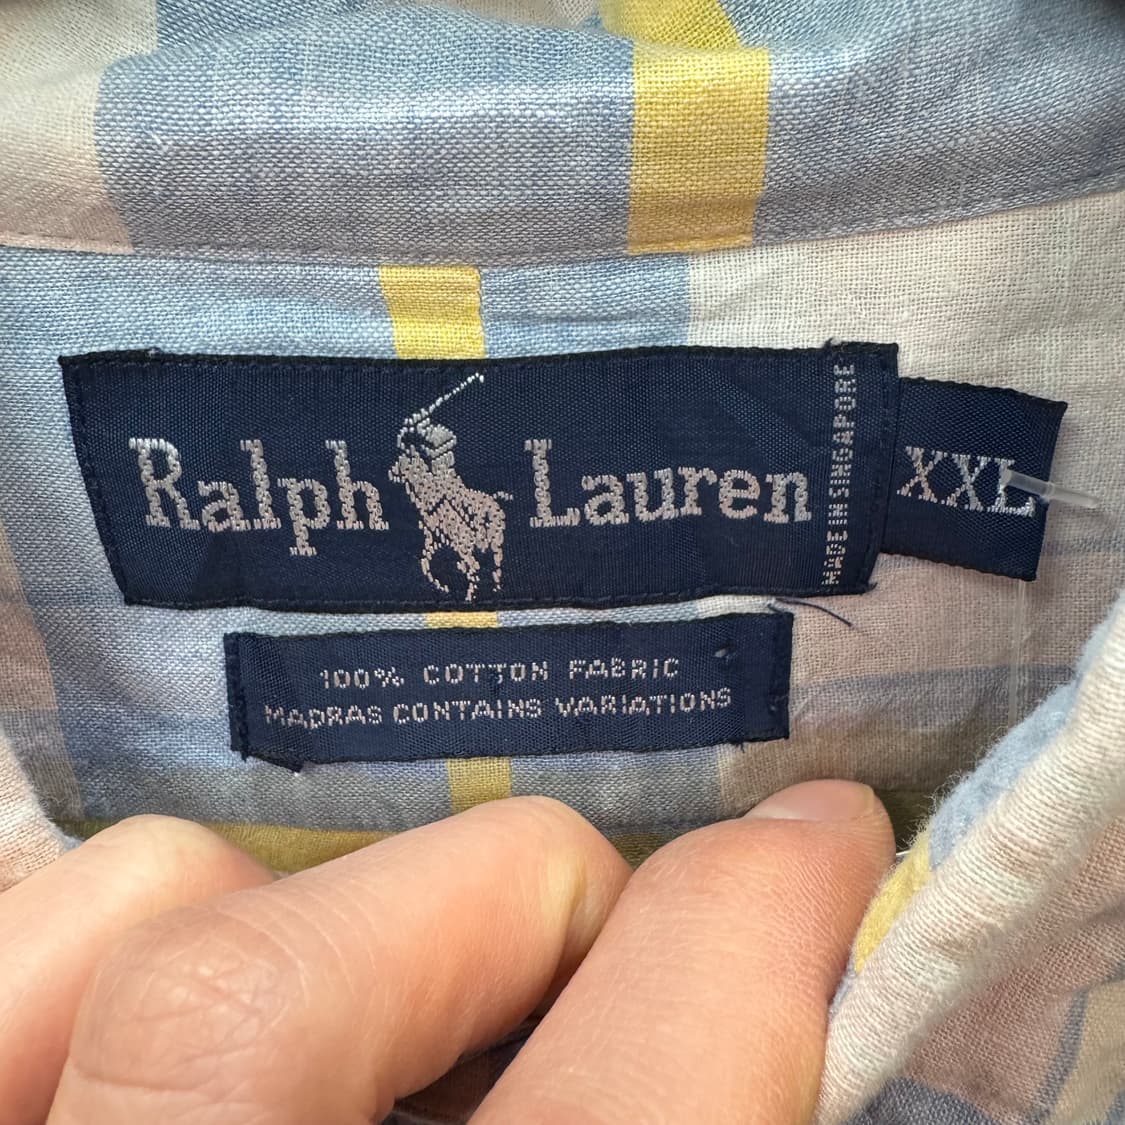 Ralph Lauren
MADE IN SINGAPORE
XXL
100% COTTON FABRIC
MADRAS CONTAINS VARIATIONS